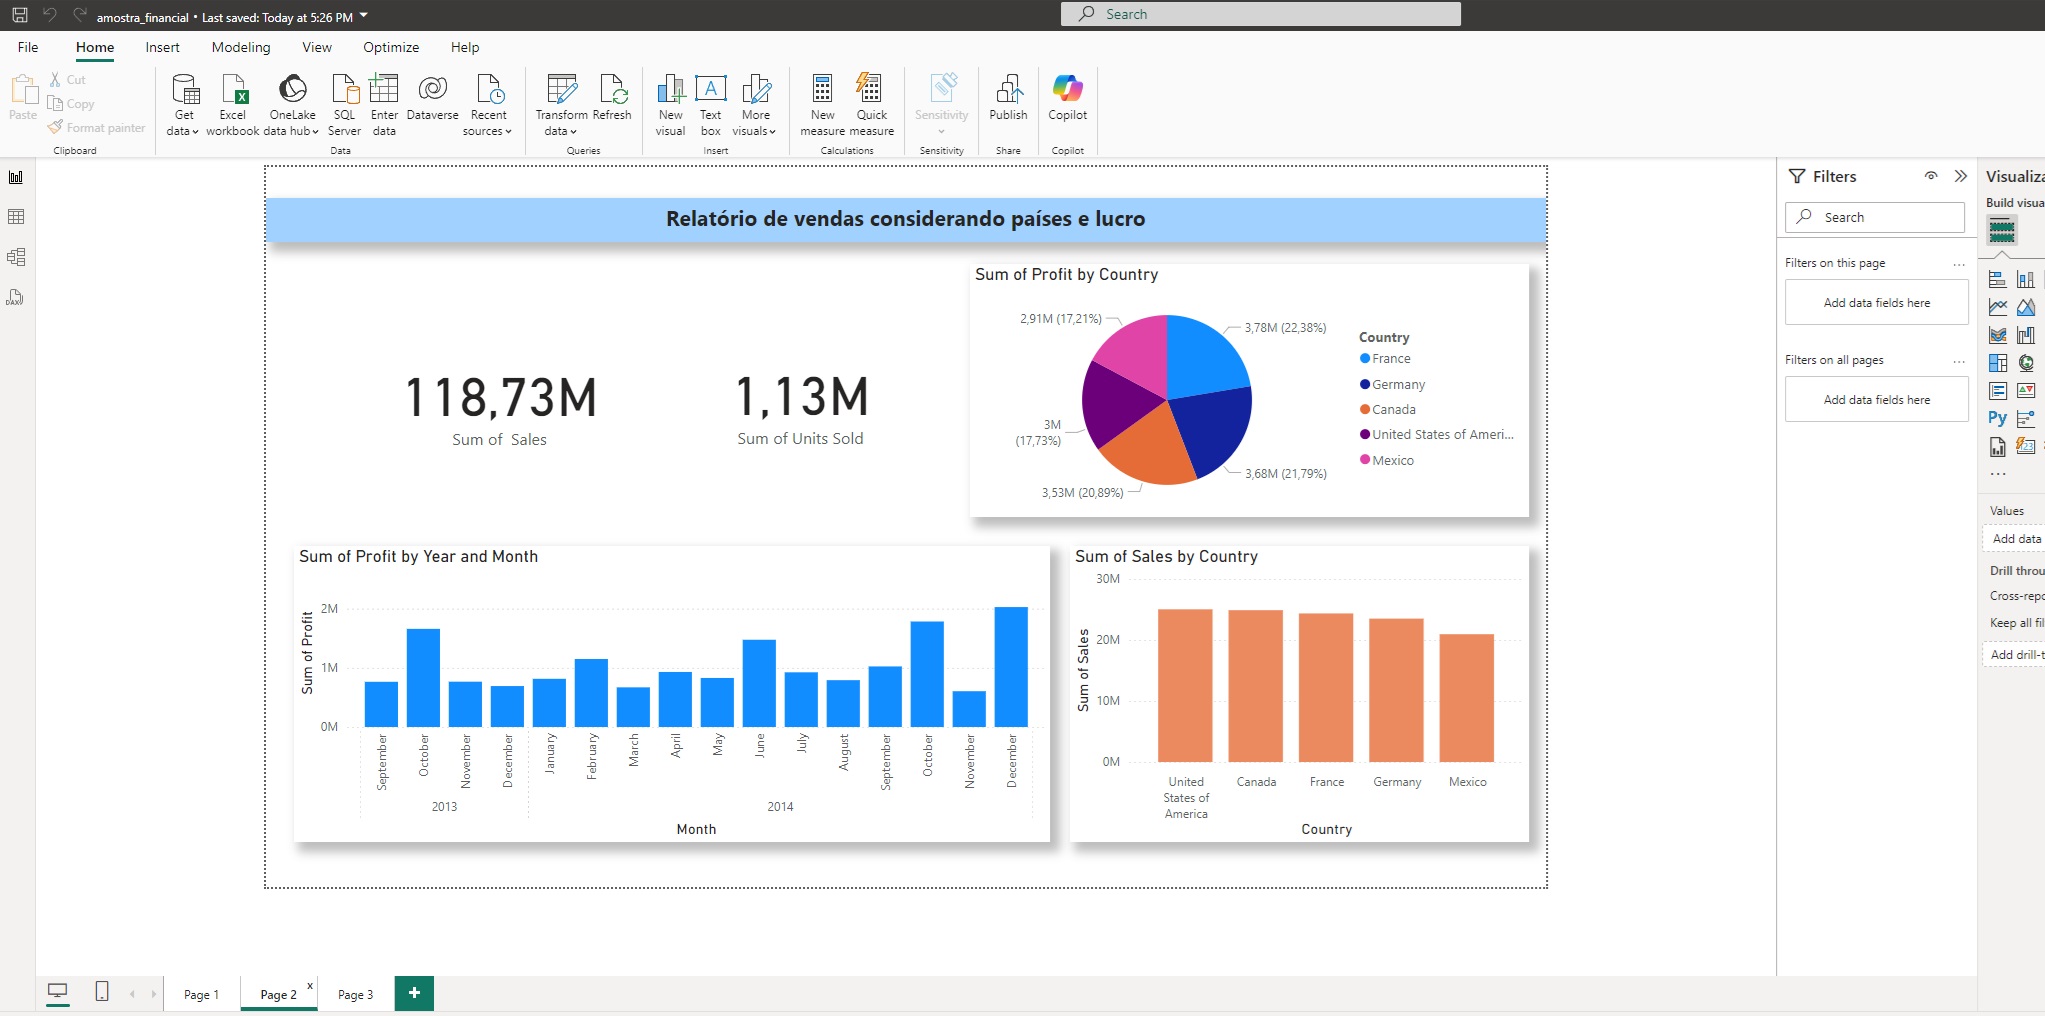 amostra_financial • Last saved: Today at 5:26 PM
Search
File Home Insert Modeling View Optimize Help
Paste
Cut
Copy
Format painter
Clipboard
Get data
Excel workbook
OneLake data hub
SQL Server
Enter data
Dataverse
Recent sources
Data
Transform data
Refresh
Queries
New visual
Text box
More visuals
Insert
New measure
Quick measure
Calculations
Sensitivity
Sensitivity
Publish
Share
Copilot
Copilot
Relatório de vendas considerando países e lucro
118,73M
Sum of Sales
1,13M
Sum of Units Sold
Sum of Profit by Country
2,91M (17,21%)
3,78M (22,38%)
3M
(17,73%)
3,53M (20,89%)
3,68M (21,79%)
Country
France
Germany
Canada
United States of Ameri...
Mexico
Sum of Profit by Year and Month
Sum of Profit
2M
1M
0M
September
October
November
December
January
February
March
April
May
June
July
August
September
October
November
December
2013
2014
Month
Sum of Sales by Country
Sum of Sales
30M
20M
10M
0M
United
States of
America
Canada
France
Germany
Mexico
Country
Filters
Search
Filters on this page
Add data fields here
Filters on all pages
Add data fields here
Visualiza
Build visua
Py
123
Values
Add data
Drill throu
Cross-repo
Keep all fil
Add drill-t
DAX
Page 1
Page 2 x
Page 3
+